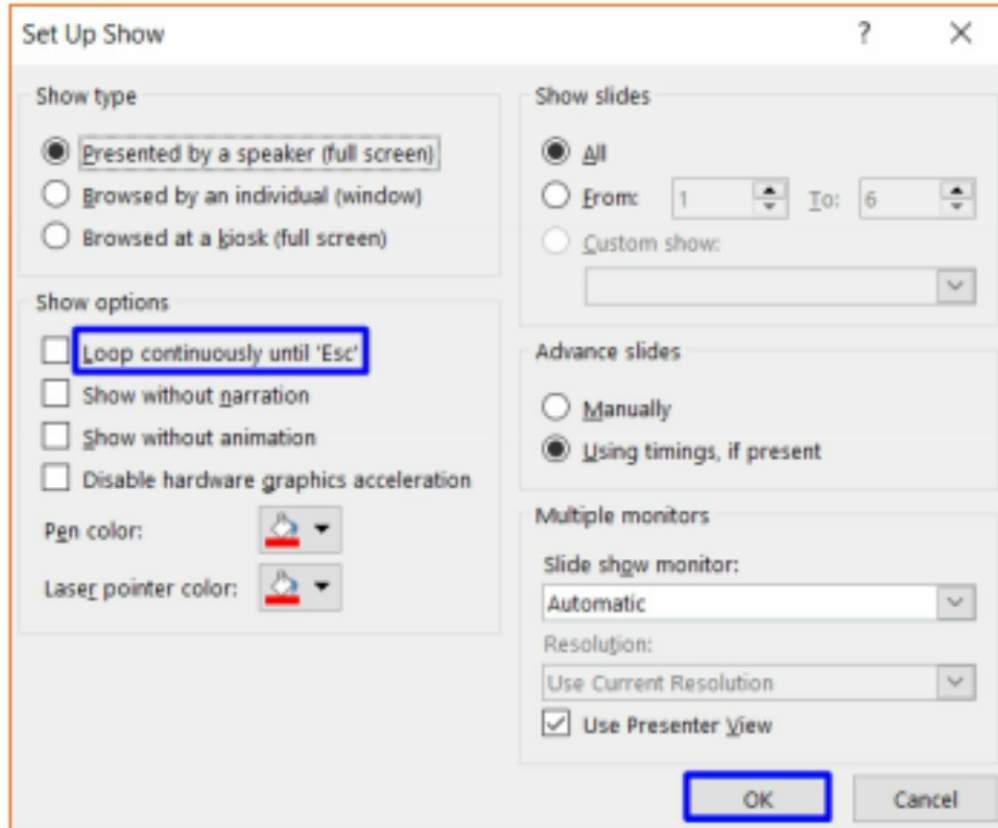 Set Up Show ?
Show type
Presented by a speaker (full screen)
Browsed by an individual (window)
Browsed at a kiosk (full screen)
Show options
Loop continuously until 'Esc'
Show without narration
Show without animation
Disable hardware graphics acceleration
Pen color:
Laser pointer color:
Show slides
All
From: 1 To: 6
Custom show:
Advance slides
Manually
Using timings, if present
Multiple monitors
Slide show monitor:
Automatic
Resolution:
Use Current Resolution
Use Presenter View
OK Cancel